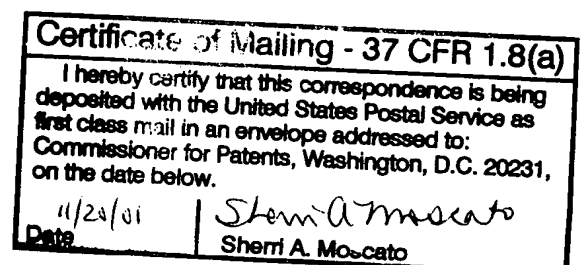 Certificate of Mailing - 37 CFR 1.8(a)
I hereby certify that this correspondence is being
deposited with the United States Postal Service as
first class mail in an envelope addressed to:
Commissioner for Patents, Washington, D.C. 20231,
on the date below.
11/20/01 Sherri A Moscato
Date Sherri A. Moscato